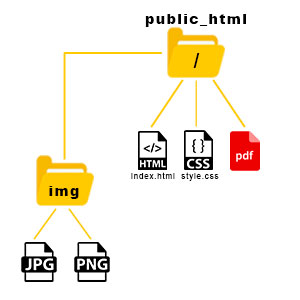 public_html
/
</>
HTML
index.html
{ }
CSS
style.css
pdf
img
JPG
PNG